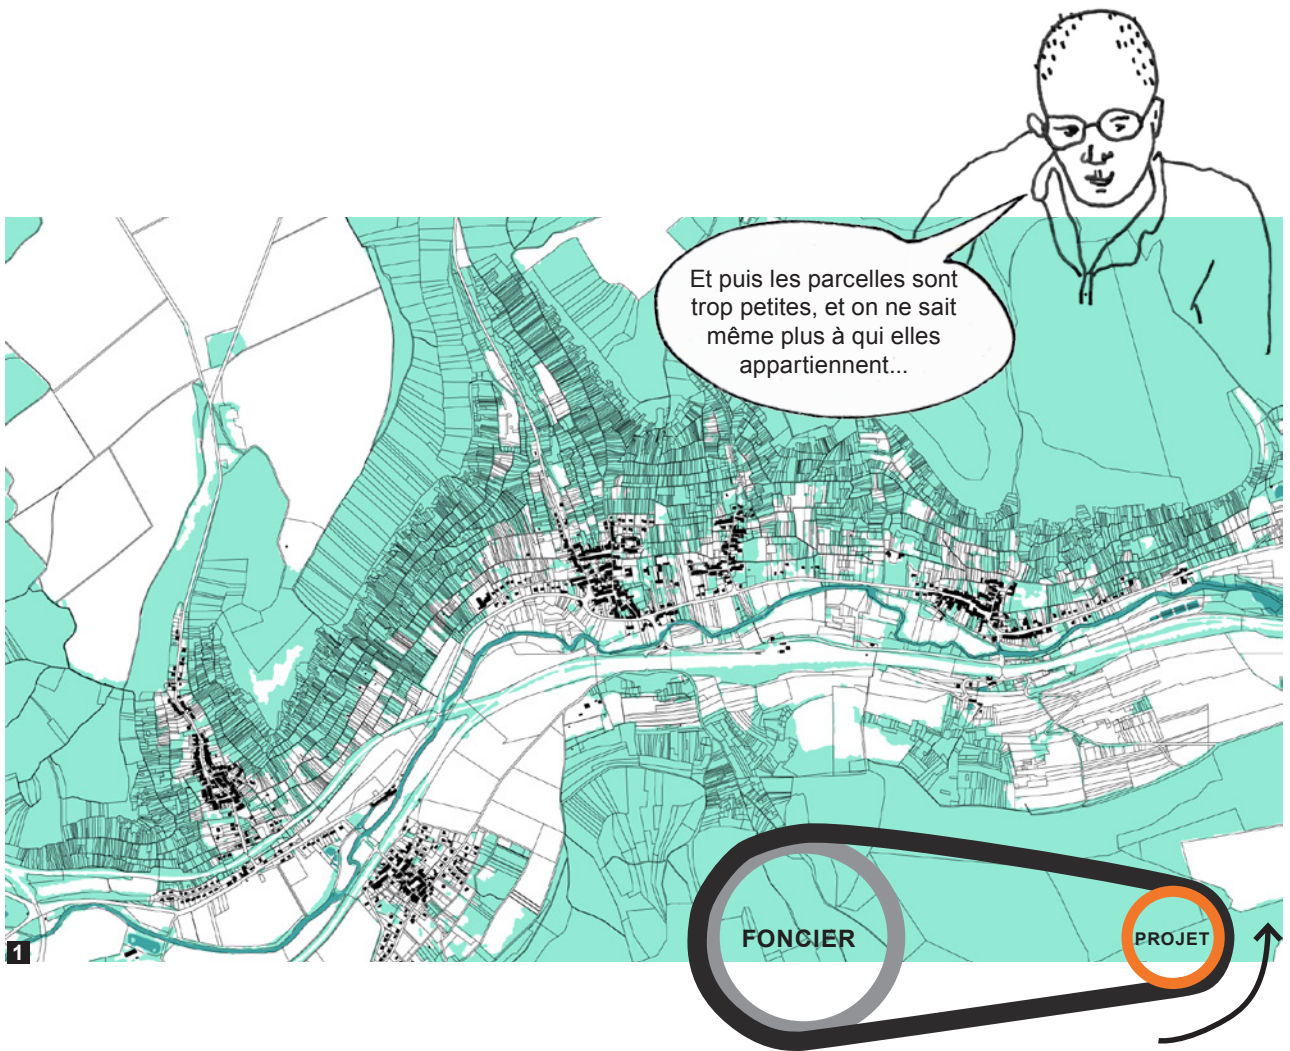 Et puis les parcelles sont
trop petites, et on ne sait
même plus à qui elles
appartiennent...
FONCIER
PROJET
1